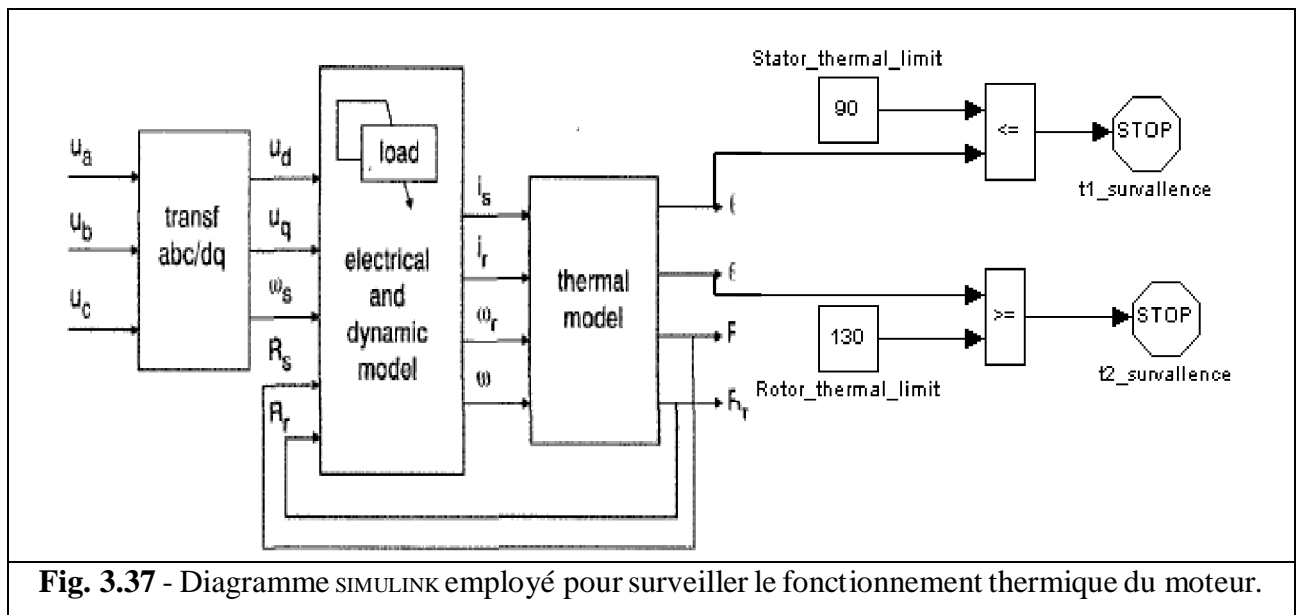 Stator_thermal_limit
90
<=
STOP
t1_survallence
load
u_a
u_b
u_c
transf
abc/dq
u_d
u_q
ω_s
R_s
R_r
electrical
and
dynamic
model
i_s
i_r
ω_r
ω
thermal
model
130
Rotor_thermal_limit
>=
STOP
t2_survallence
Fig. 3.37 - Diagramme SIMULINK employé pour surveiller le fonctionnement thermique du moteur.